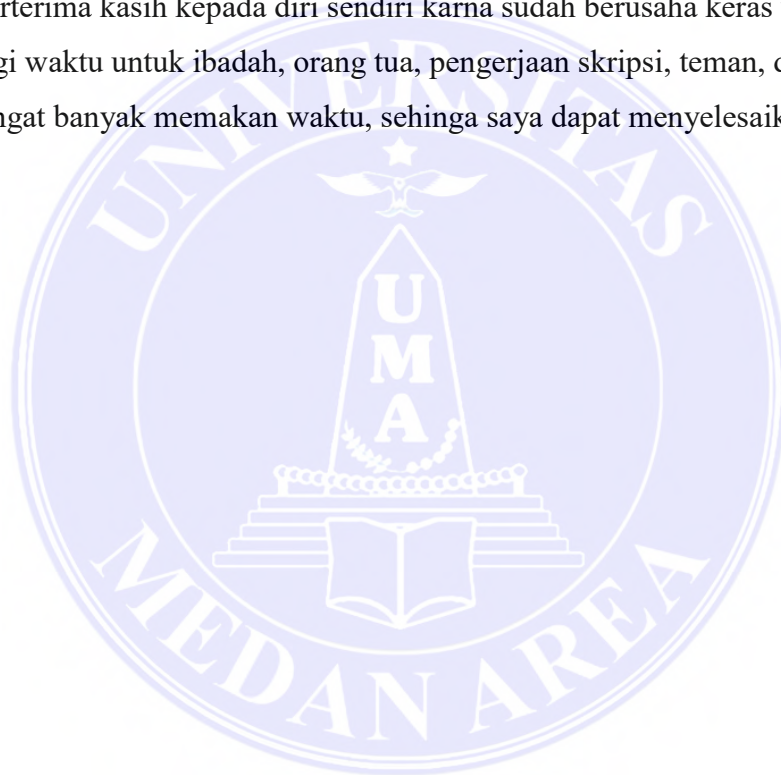 rterima kasih kepada diri sendiri karna sudah berusaha keras
gi waktu untuk ibadah, orang tua, pengerjaan skripsi, teman, d
ngat banyak memakan waktu, sehinga saya dapat menyelesaik
UNIVERSITAS
U
M
A
MEDAN AREA